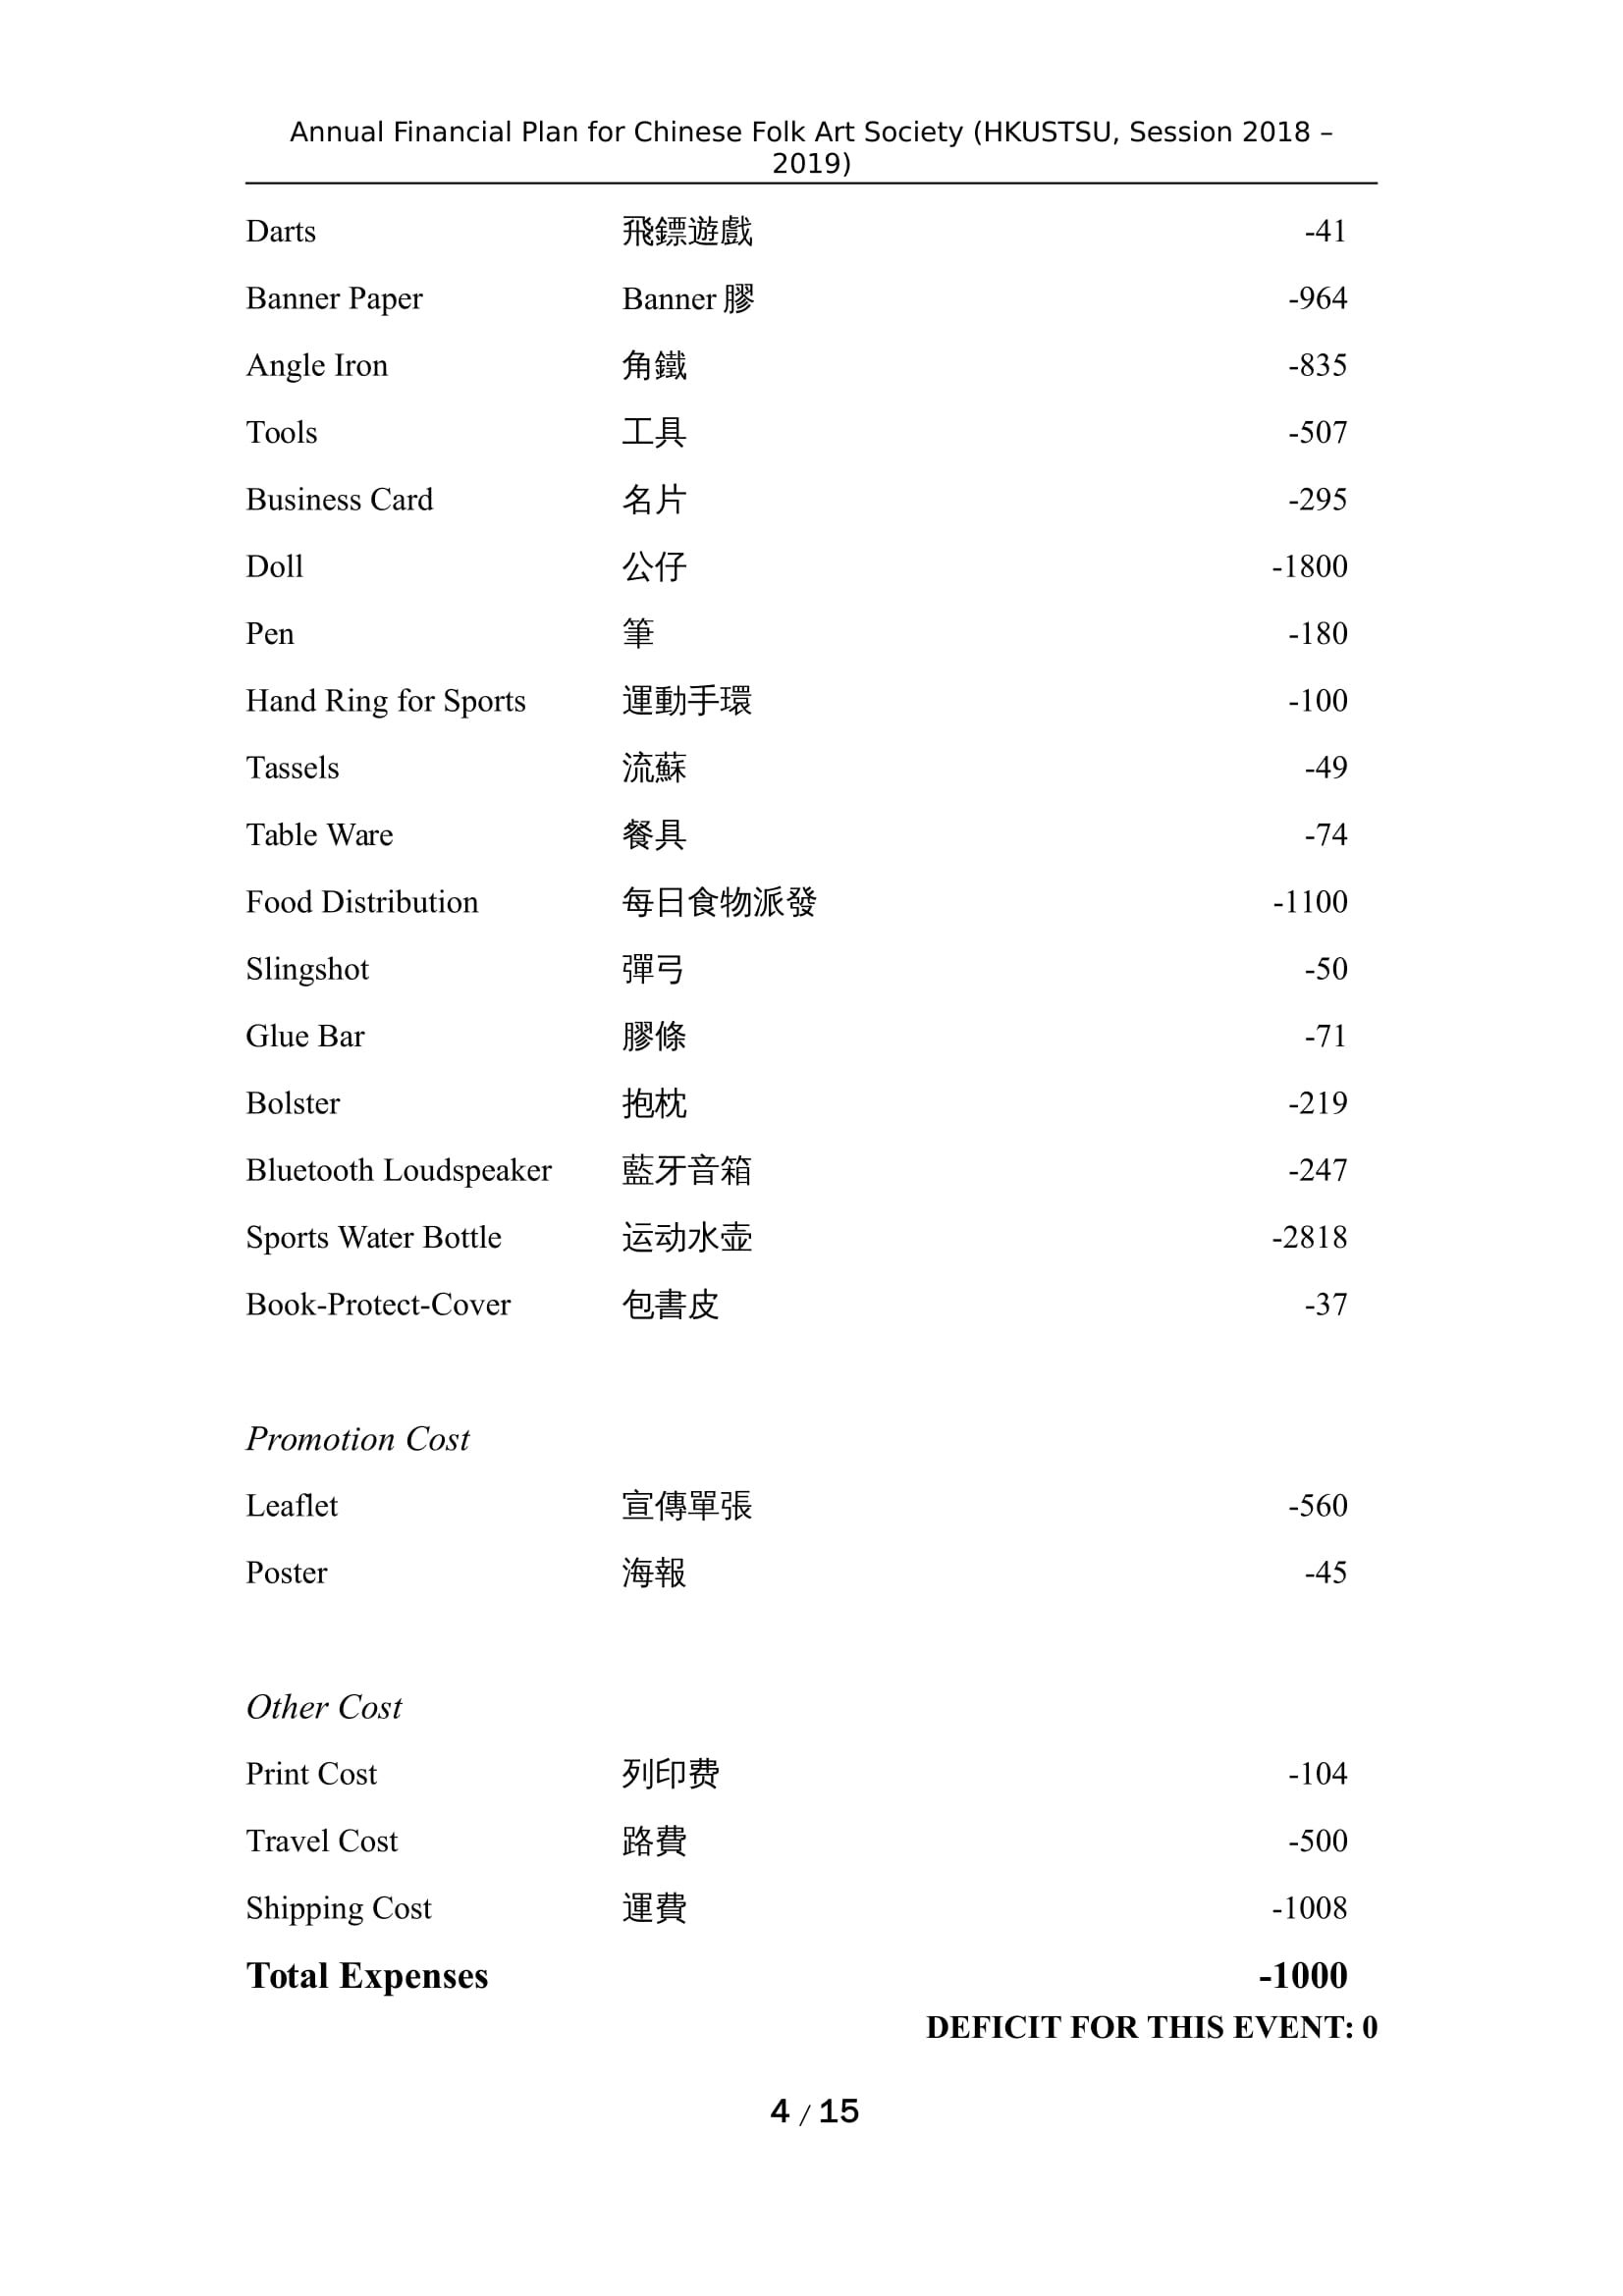 Annual Financial Plan for Chinese Folk Art Society (HKUSTSU, Session 2018 –
2019)
Darts 飛鏢遊戲 -41
Banner Paper Banner 膠 -964
Angle Iron 角鐵 -835
Tools 工具 -507
Business Card 名片 -295
Doll 公仔 -1800
Pen 筆 -180
Hand Ring for Sports 運動手環 -100
Tassels 流蘇 -49
Table Ware 餐具 -74
Food Distribution 每日食物派發 -1100
Slingshot 彈弓 -50
Glue Bar 膠條 -71
Bolster 抱枕 -219
Bluetooth Loudspeaker 藍牙音箱 -247
Sports Water Bottle 运动水壶 -2818
Book-Protect-Cover 包書皮 -37
Promotion Cost
Leaflet 宣傳單張 -560
Poster 海報 -45
Other Cost
Print Cost 列印费 -104
Travel Cost 路費 -500
Shipping Cost 運費 -1008
Total Expenses -1000
DEFICIT FOR THIS EVENT: 0
4 / 15